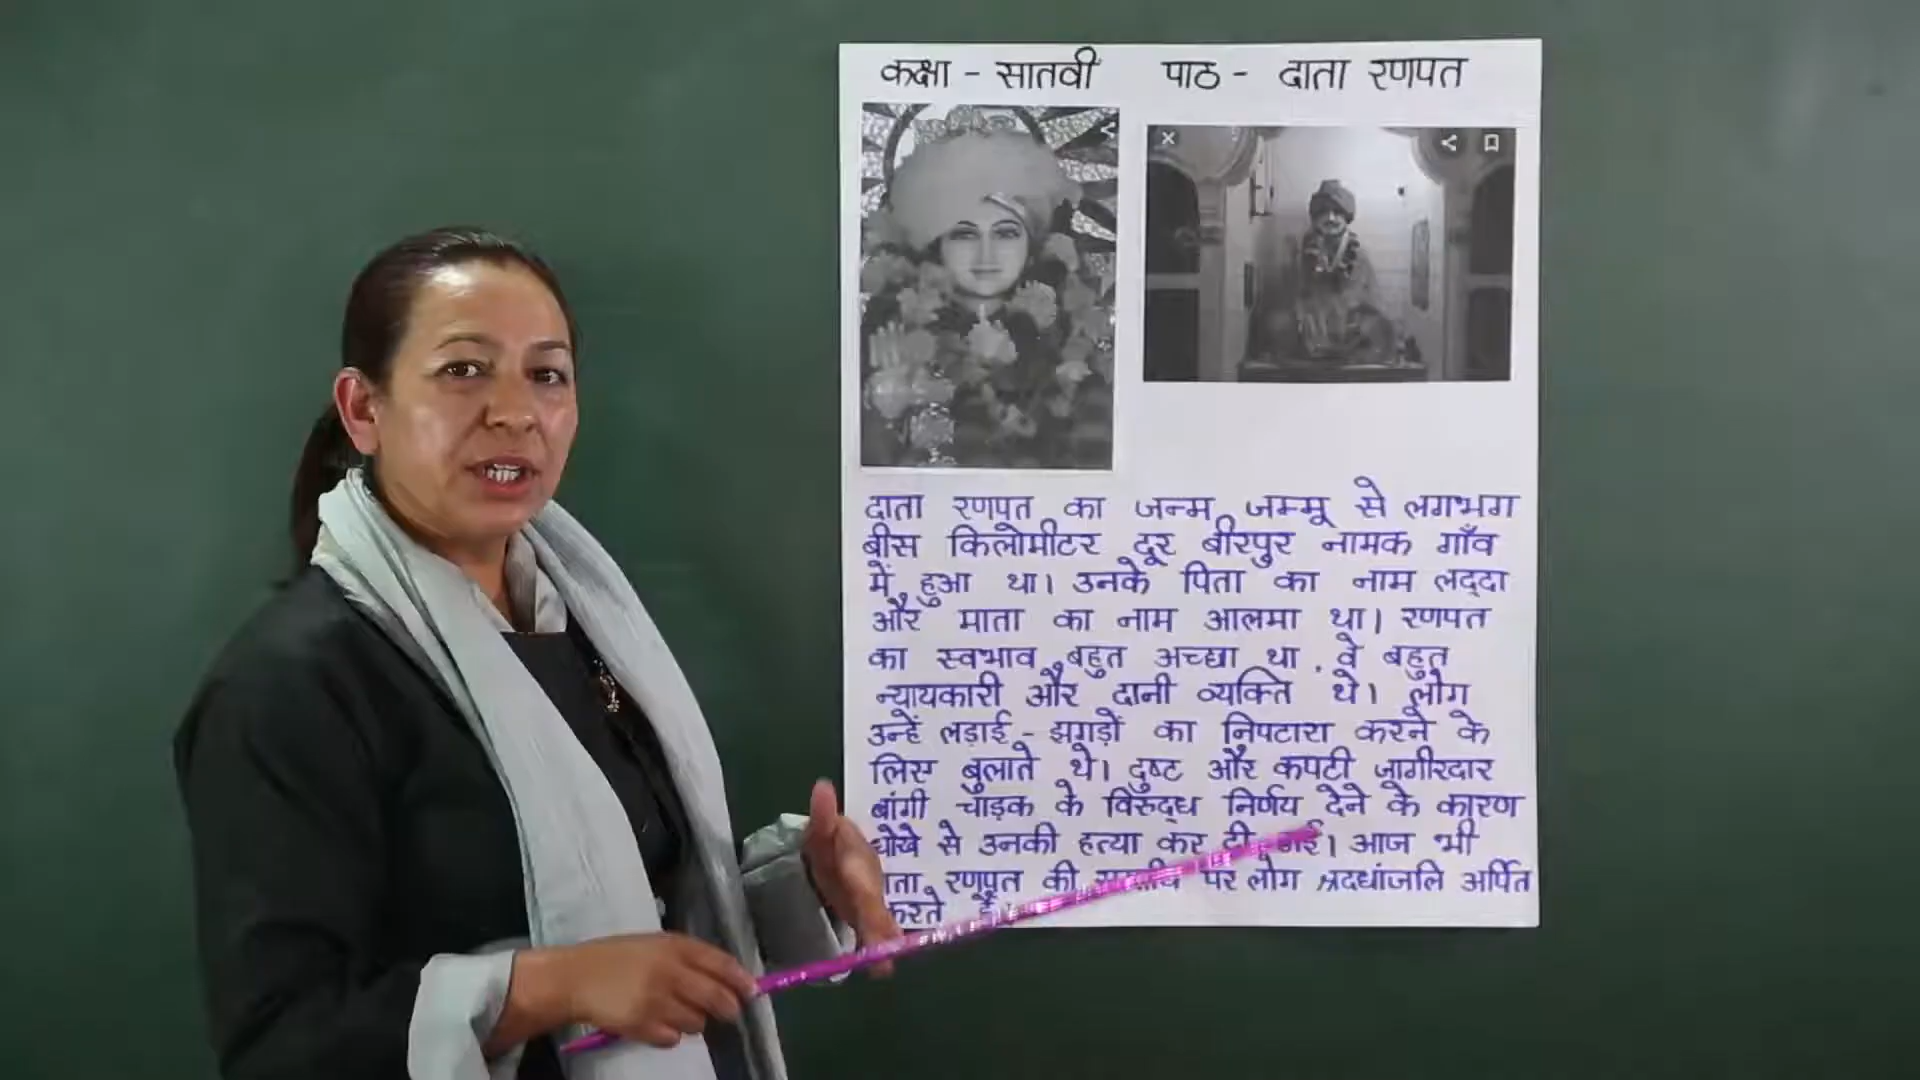 कक्षा - सातवीं पाठ - दाता रणपत
दाता रणपत का जन्म जम्मू से लगभग
बीस किलोमीटर दूर बीरपुर नामक गाँव
में हुआ था। उनके पिता का नाम लद्दा
और माता का नाम आलमा था। रणपत
का स्वभाव बहुत अच्छा था, वे बहुत
न्यायकारी और दानी व्यक्ति थे। लोग
उन्हें लड़ाई - झगड़ों का निपटारा करने के
लिए बुलाते थे। दुष्ट और कपटी जागीरदार
बांगी चाड़क के विरुद्ध निर्णय देने के कारण
धोखे से उनकी हत्या कर दी गई। आज भी
रणपत की पर लोग श्रद्धांजलि अर्पित
करते